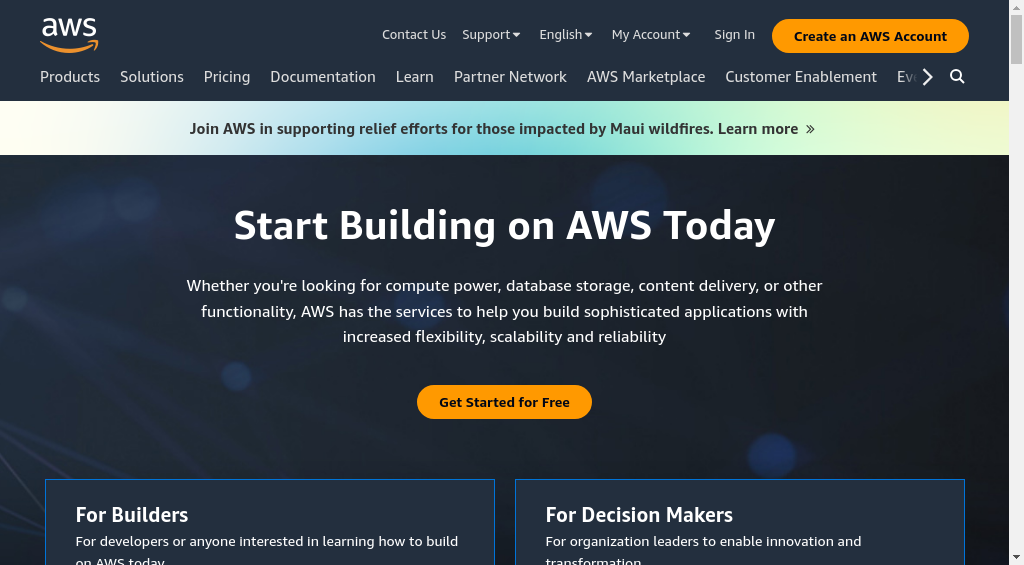 aws
Contact Us Support English My Account Sign In Create an AWS Account
Products Solutions Pricing Documentation Learn Partner Network AWS Marketplace Customer Enablement
Join AWS in supporting relief efforts for those impacted by Maui wildfires. Learn more »
Start Building on AWS Today
Whether you're looking for compute power, database storage, content delivery, or other
functionality, AWS has the services to help you build sophisticated applications with
increased flexibility, scalability and reliability
Get Started for Free
For Builders
For developers or anyone interested in learning how to build
on AWS today
For Decision Makers
For organization leaders to enable innovation and
transformation